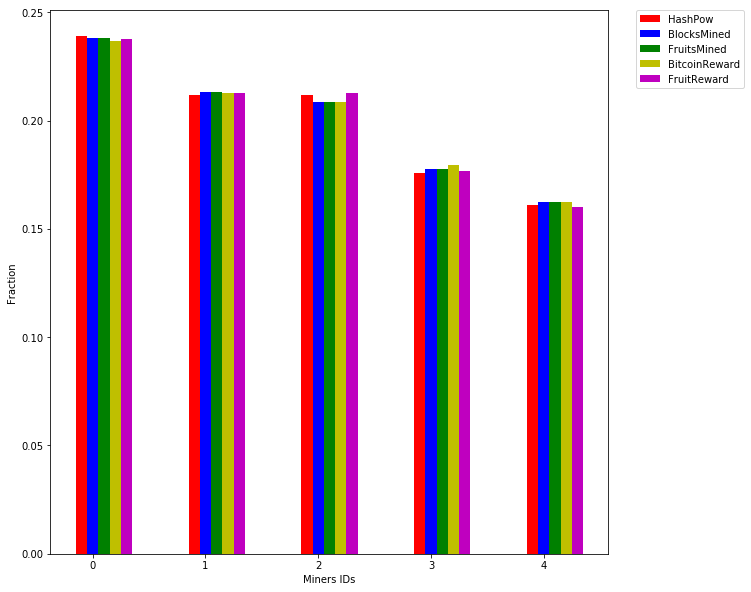 0.25
0.20
0.15
0.10
0.05
0.00
Fraction
0 1 2 3 4
Miners IDs
HashPow
BlocksMined
FruitsMined
BitcoinReward
FruitReward